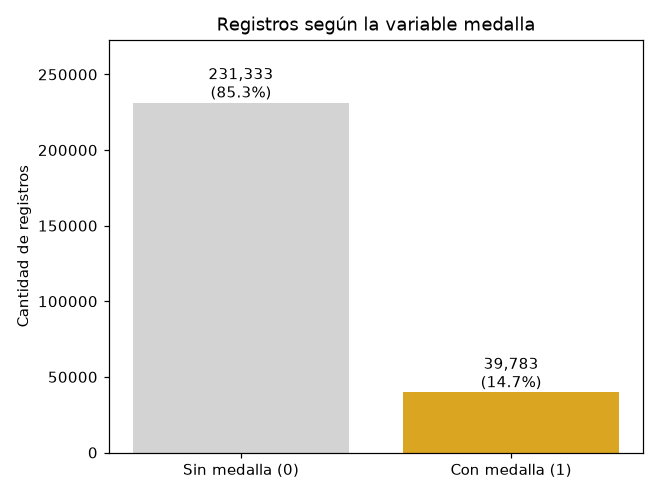 Registros según la variable medalla
Cantidad de registros
250000
200000
150000
100000
50000
0
231,333
(85.3%)
39,783
(14.7%)
Sin medalla (0)
Con medalla (1)